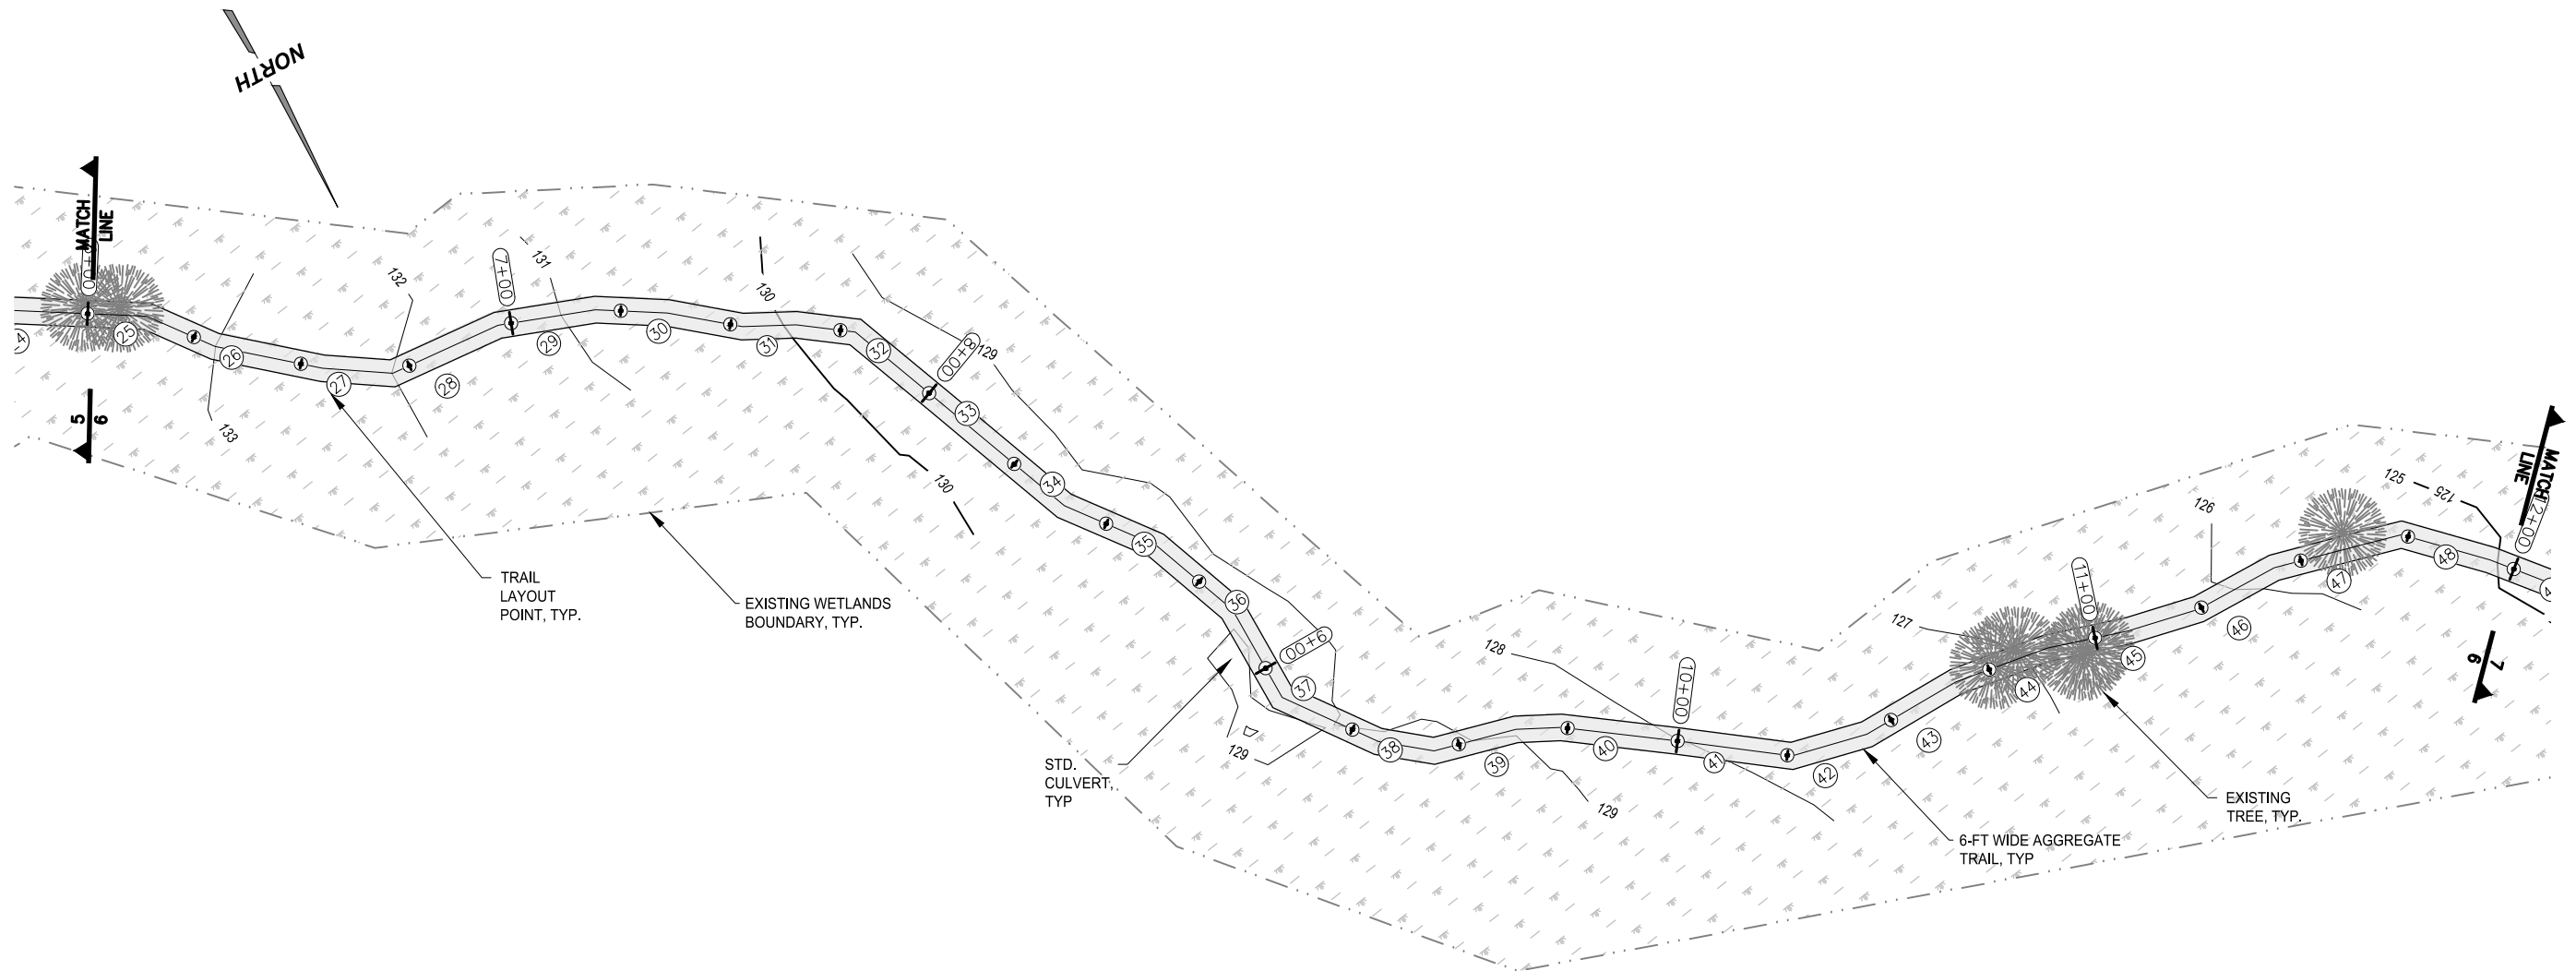 NORTH
MATCH
LINE
5
6
24
25
26
27
28
29
30
31
32
33
34
35
36
37
38
39
40
41
42
43
44
45
46
47
48
7+00
8+00
9+00
10+00
11+00
12+00
133
132
131
130
130
129
129
129
128
127
126
125
125
TRAIL
LAYOUT
POINT, TYP.
EXISTING WETLANDS
BOUNDARY, TYP.
STD.
CULVERT,
TYP
6-FT WIDE AGGREGATE
TRAIL, TYP
EXISTING
TREE, TYP.
MATCH
LINE
6
7